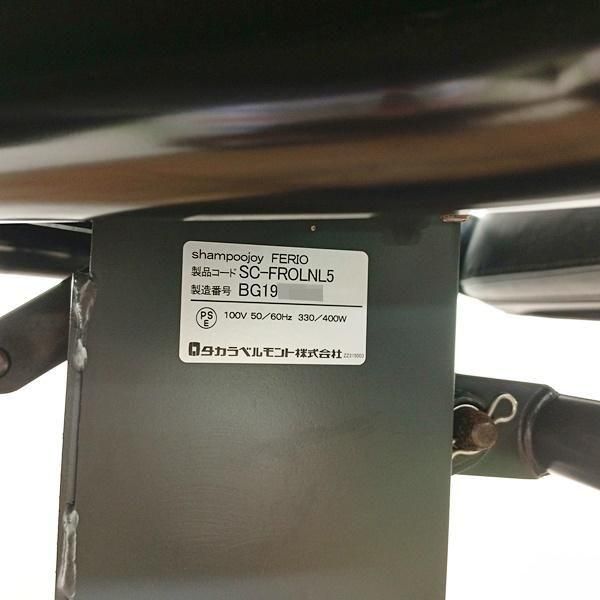 shampoojoy FERIO
製品コード SC-FROLNL5
製造番号 BG19
PSE 100V 50/60Hz 330/400W
タカラベルモント株式会社 ZZ319003